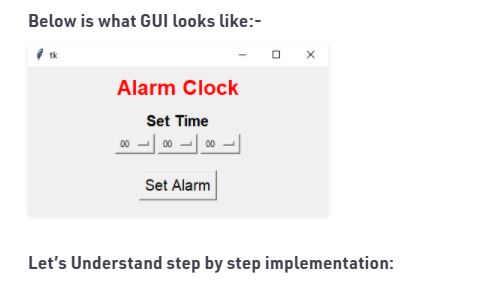 Below is what GUI looks like:-
tk
Alarm Clock
Set Time
00 00 00
Set Alarm
Let’s Understand step by step implementation: